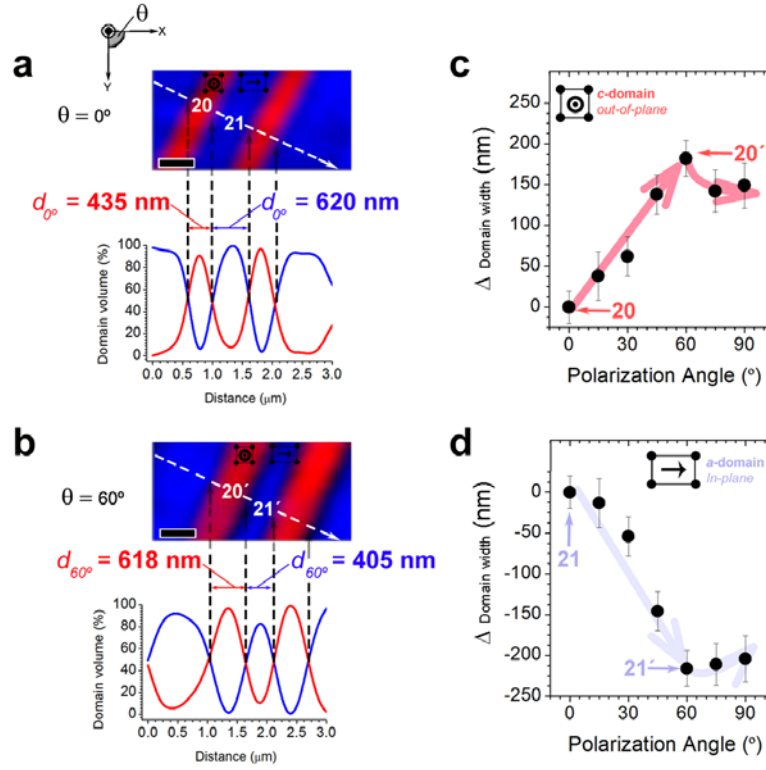 θ
X
Y
a
θ = 0º
20
21
d0º = 435 nm
d0º = 620 nm
100
80
60
40
20
0
Domain volume (%)
0.0 0.5 1.0 1.5 2.0 2.5 3.0
Distance (μm)
b
θ = 60º
20´
21´
d60º = 618 nm
d60º = 405 nm
100
80
60
40
20
0
Domain volume (%)
0.0 0.5 1.0 1.5 2.0 2.5 3.0
Distance (μm)
c
c-domain
out-of-plane
20´
20
250
200
150
100
50
0
Δ Domain width (nm)
0 30 60 90
Polarization Angle (º)
d
a-domain
In-plane
21
21´
0
-50
-100
-150
-200
-250
Δ Domain width (nm)
0 30 60 90
Polarization Angle (º)